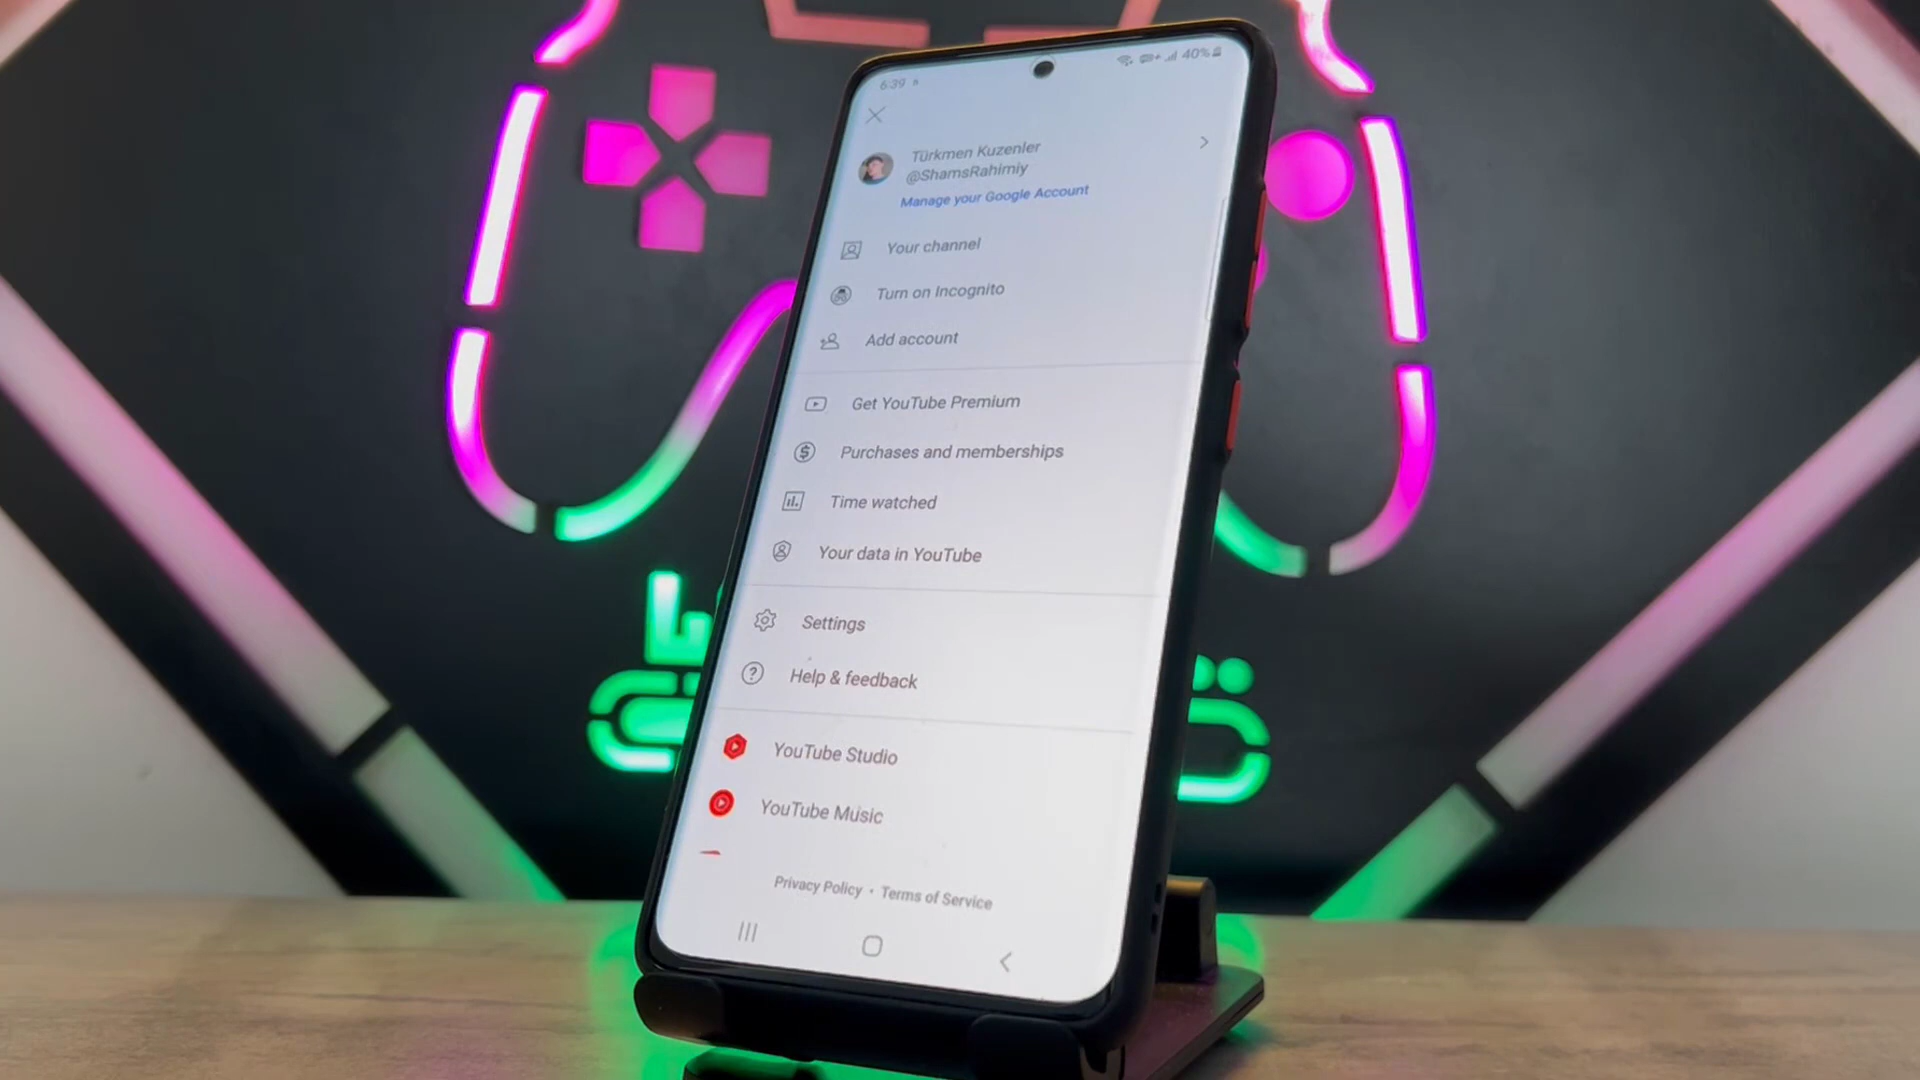 6:39
40%
Türkmen Kuzenler
@ShamsRahimiy
Manage your Google Account
Your channel
Turn on Incognito
Add account
Get YouTube Premium
Purchases and memberships
Time watched
Your data in YouTube
Settings
Help & feedback
YouTube Studio
YouTube Music
Privacy Policy • Terms of Service